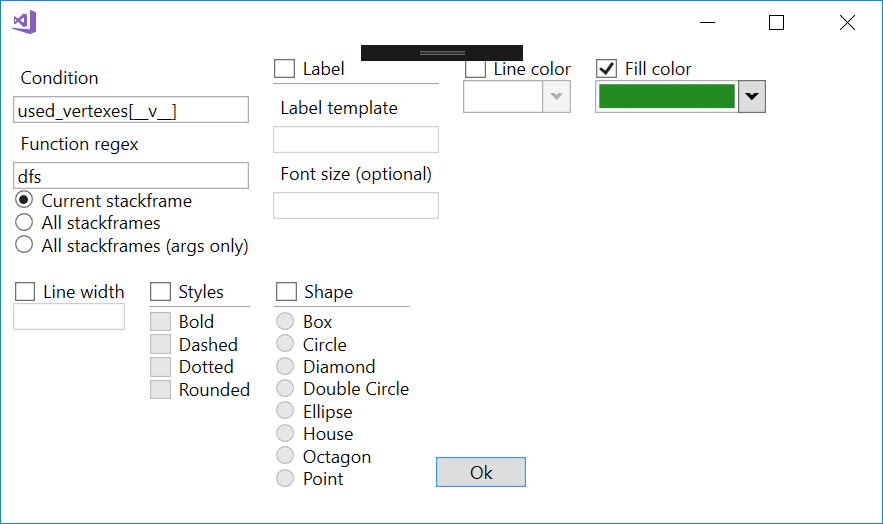 Condition
used_vertexes[__v__]
Function regex
dfs
Current stackframe
All stackframes
All stackframes (args only)
Label
Label template
Font size (optional)
Line color
Fill color
Line width
Styles
Bold
Dashed
Dotted
Rounded
Shape
Box
Circle
Diamond
Double Circle
Ellipse
House
Octagon
Point
Ok